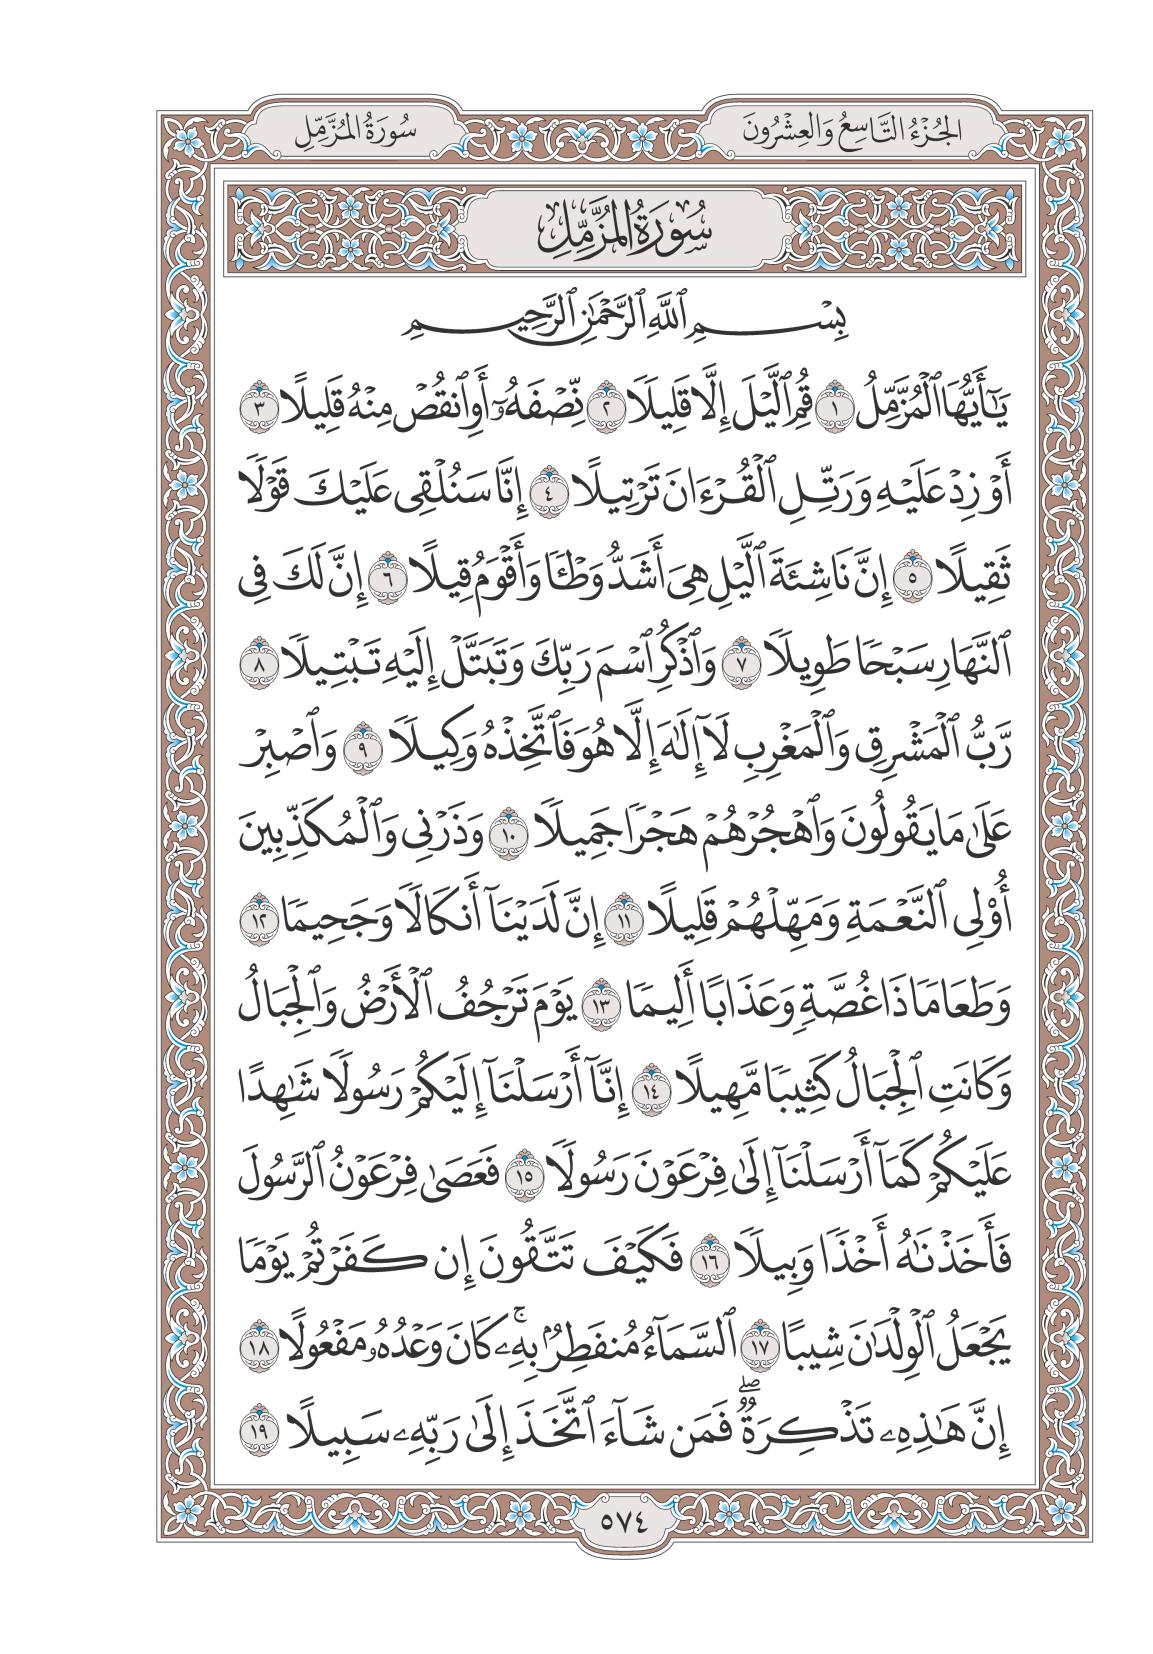 الجُزْءُ التَّاسِعُ وَالعِشْرُونَ
سُورَةُ المُزَّمِّل
سُورَةُ المُزَّمِّلِ
بِسْمِ ٱللَّهِ ٱلرَّحْمَٰنِ ٱلرَّحِيمِ
يَٰٓأَيُّهَا ٱلْمُزَّمِّلُ ١ قُمِ ٱلَّيْلَ إِلَّا قَلِيلًا ٢ نِّصْفَهُۥٓ أَوِ ٱنقُصْ مِنْهُ قَلِيلًا ٣
أَوْ زِدْ عَلَيْهِ وَرَتِّلِ ٱلْقُرْءَانَ تَرْتِيلًا ٤ إِنَّا سَنُلْقِى عَلَيْكَ قَوْلًا
ثَقِيلًا ٥ إِنَّ نَاشِئَةَ ٱلَّيْلِ هِىَ أَشَدُّ وَطْـًٔا وَأَقْوَمُ قِيلًا ٦ إِنَّ لَكَ فِى
ٱلنَّهَارِ سَبْحًا طَوِيلًا ٧ وَٱذْكُرِ ٱسْمَ رَبِّكَ وَتَبَتَّلْ إِلَيْهِ تَبْتِيلًا ٨
رَّبُّ ٱلْمَشْرِقِ وَٱلْمَغْرِبِ لَآ إِلَٰهَ إِلَّا هُوَ فَٱتَّخِذْهُ وَكِيلًا ٩ وَٱصْبِرْ
عَلَىٰ مَا يَقُولُونَ وَٱهْجُرْهُمْ هَجْرًا جَمِيلًا ١٠ وَذَرْنِى وَٱلْمُكَذِّبِينَ
أُو۟لِى ٱلنَّعْمَةِ وَمَهِّلْهُمْ قَلِيلًا ١١ إِنَّ لَدَيْنَآ أَنكَالًا وَجَحِيمًا ١٢
وَطَعَامًا ذَا غُصَّةٍ وَعَذَابًا أَلِيمًا ١٣ يَوْمَ تَرْجُفُ ٱلْأَرْضُ وَٱلْجِبَالُ
وَكَانَتِ ٱلْجِبَالُ كَثِيبًا مَّهِيلًا ١٤ إِنَّآ أَرْسَلْنَآ إِلَيْكُمْ رَسُولًا شَٰهِدًا
عَلَيْكُمْ كَمَآ أَرْسَلْنَآ إِلَىٰ فِرْعَوْنَ رَسُولًا ١٥ فَعَصَىٰ فِرْعَوْنُ ٱلرَّسُولَ
فَأَخَذْنَٰهُ أَخْذًا وَبِيلًا ١٦ فَكَيْفَ تَتَّقُونَ إِن كَفَرْتُمْ يَوْمًا
يَجْعَلُ ٱلْوِلْدَٰنَ شِيبًا ١٧ ٱلسَّمَآءُ مُنفَطِرٌۢ بِهِۦۚ كَانَ وَعْدُهُۥ مَفْعُولًا ١٨
إِنَّ هَٰذِهِۦ تَذْكِرَةٌۖ فَمَن شَآءَ ٱتَّخَذَ إِلَىٰ رَبِّهِۦ سَبِيلًا ١٩
٥٧٤